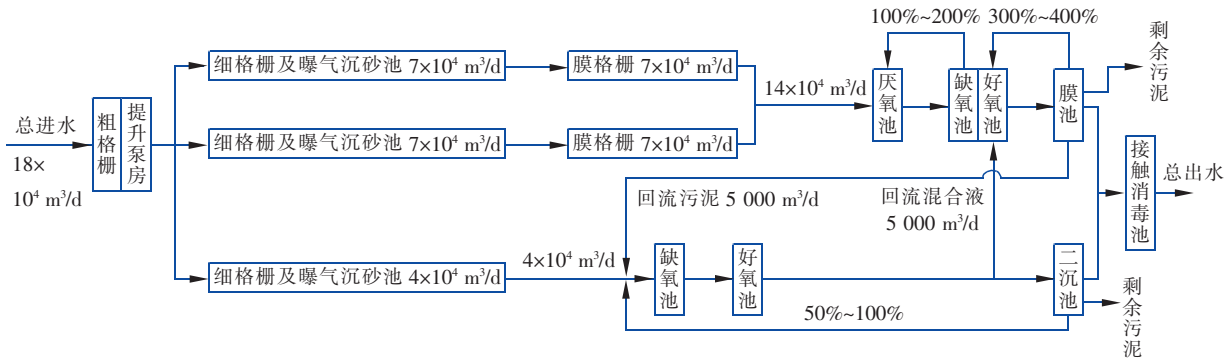 总进水
18×
10⁴ m³/d
粗格栅
提升泵房
细格栅及曝气沉砂池 7×10⁴ m³/d
膜格栅 7×10⁴ m³/d
细格栅及曝气沉砂池 7×10⁴ m³/d
膜格栅 7×10⁴ m³/d
14×10⁴ m³/d
100%~200%
300%~400%
厌氧池
缺氧池
好氧池
膜池
剩余污泥
回流污泥 5 000 m³/d
回流混合液
5 000 m³/d
接触消毒池
总出水
细格栅及曝气沉砂池 4×10⁴ m³/d
4×10⁴ m³/d
缺氧池
好氧池
二沉池
50%~100%
剩余污泥